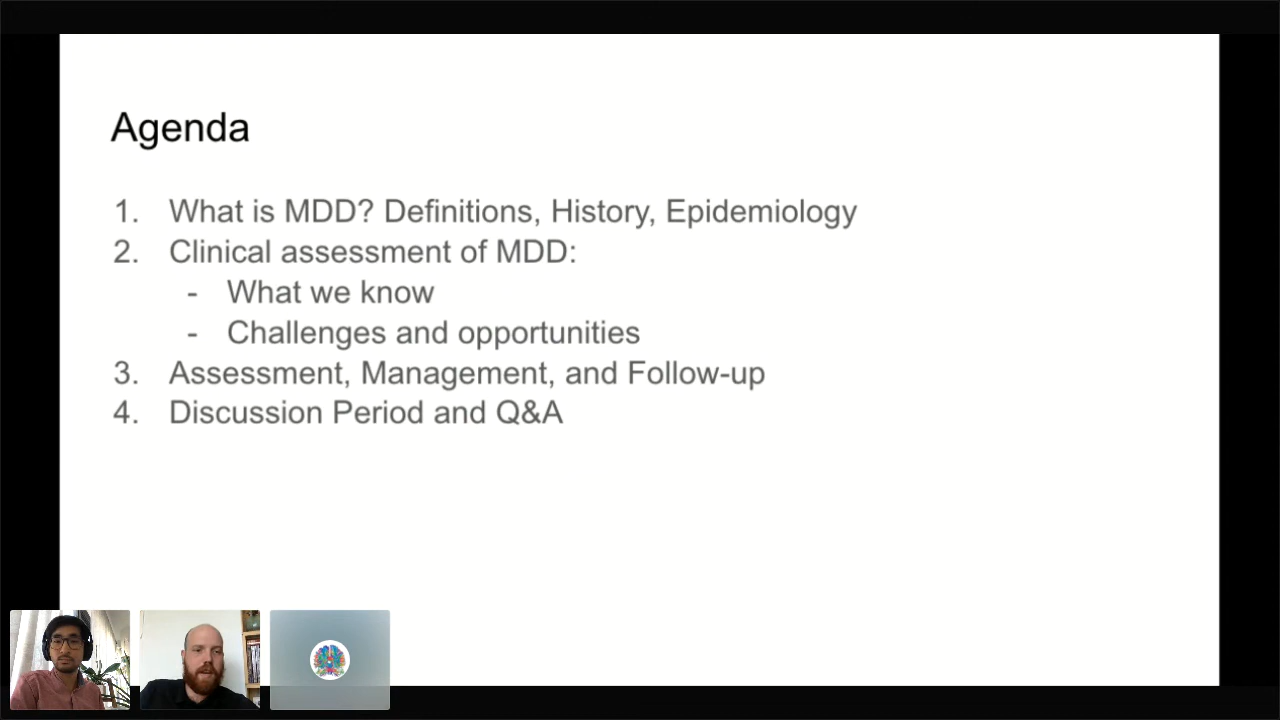 Agenda
1. What is MDD? Definitions, History, Epidemiology
2. Clinical assessment of MDD:
- What we know
- Challenges and opportunities
3. Assessment, Management, and Follow-up
4. Discussion Period and Q&A